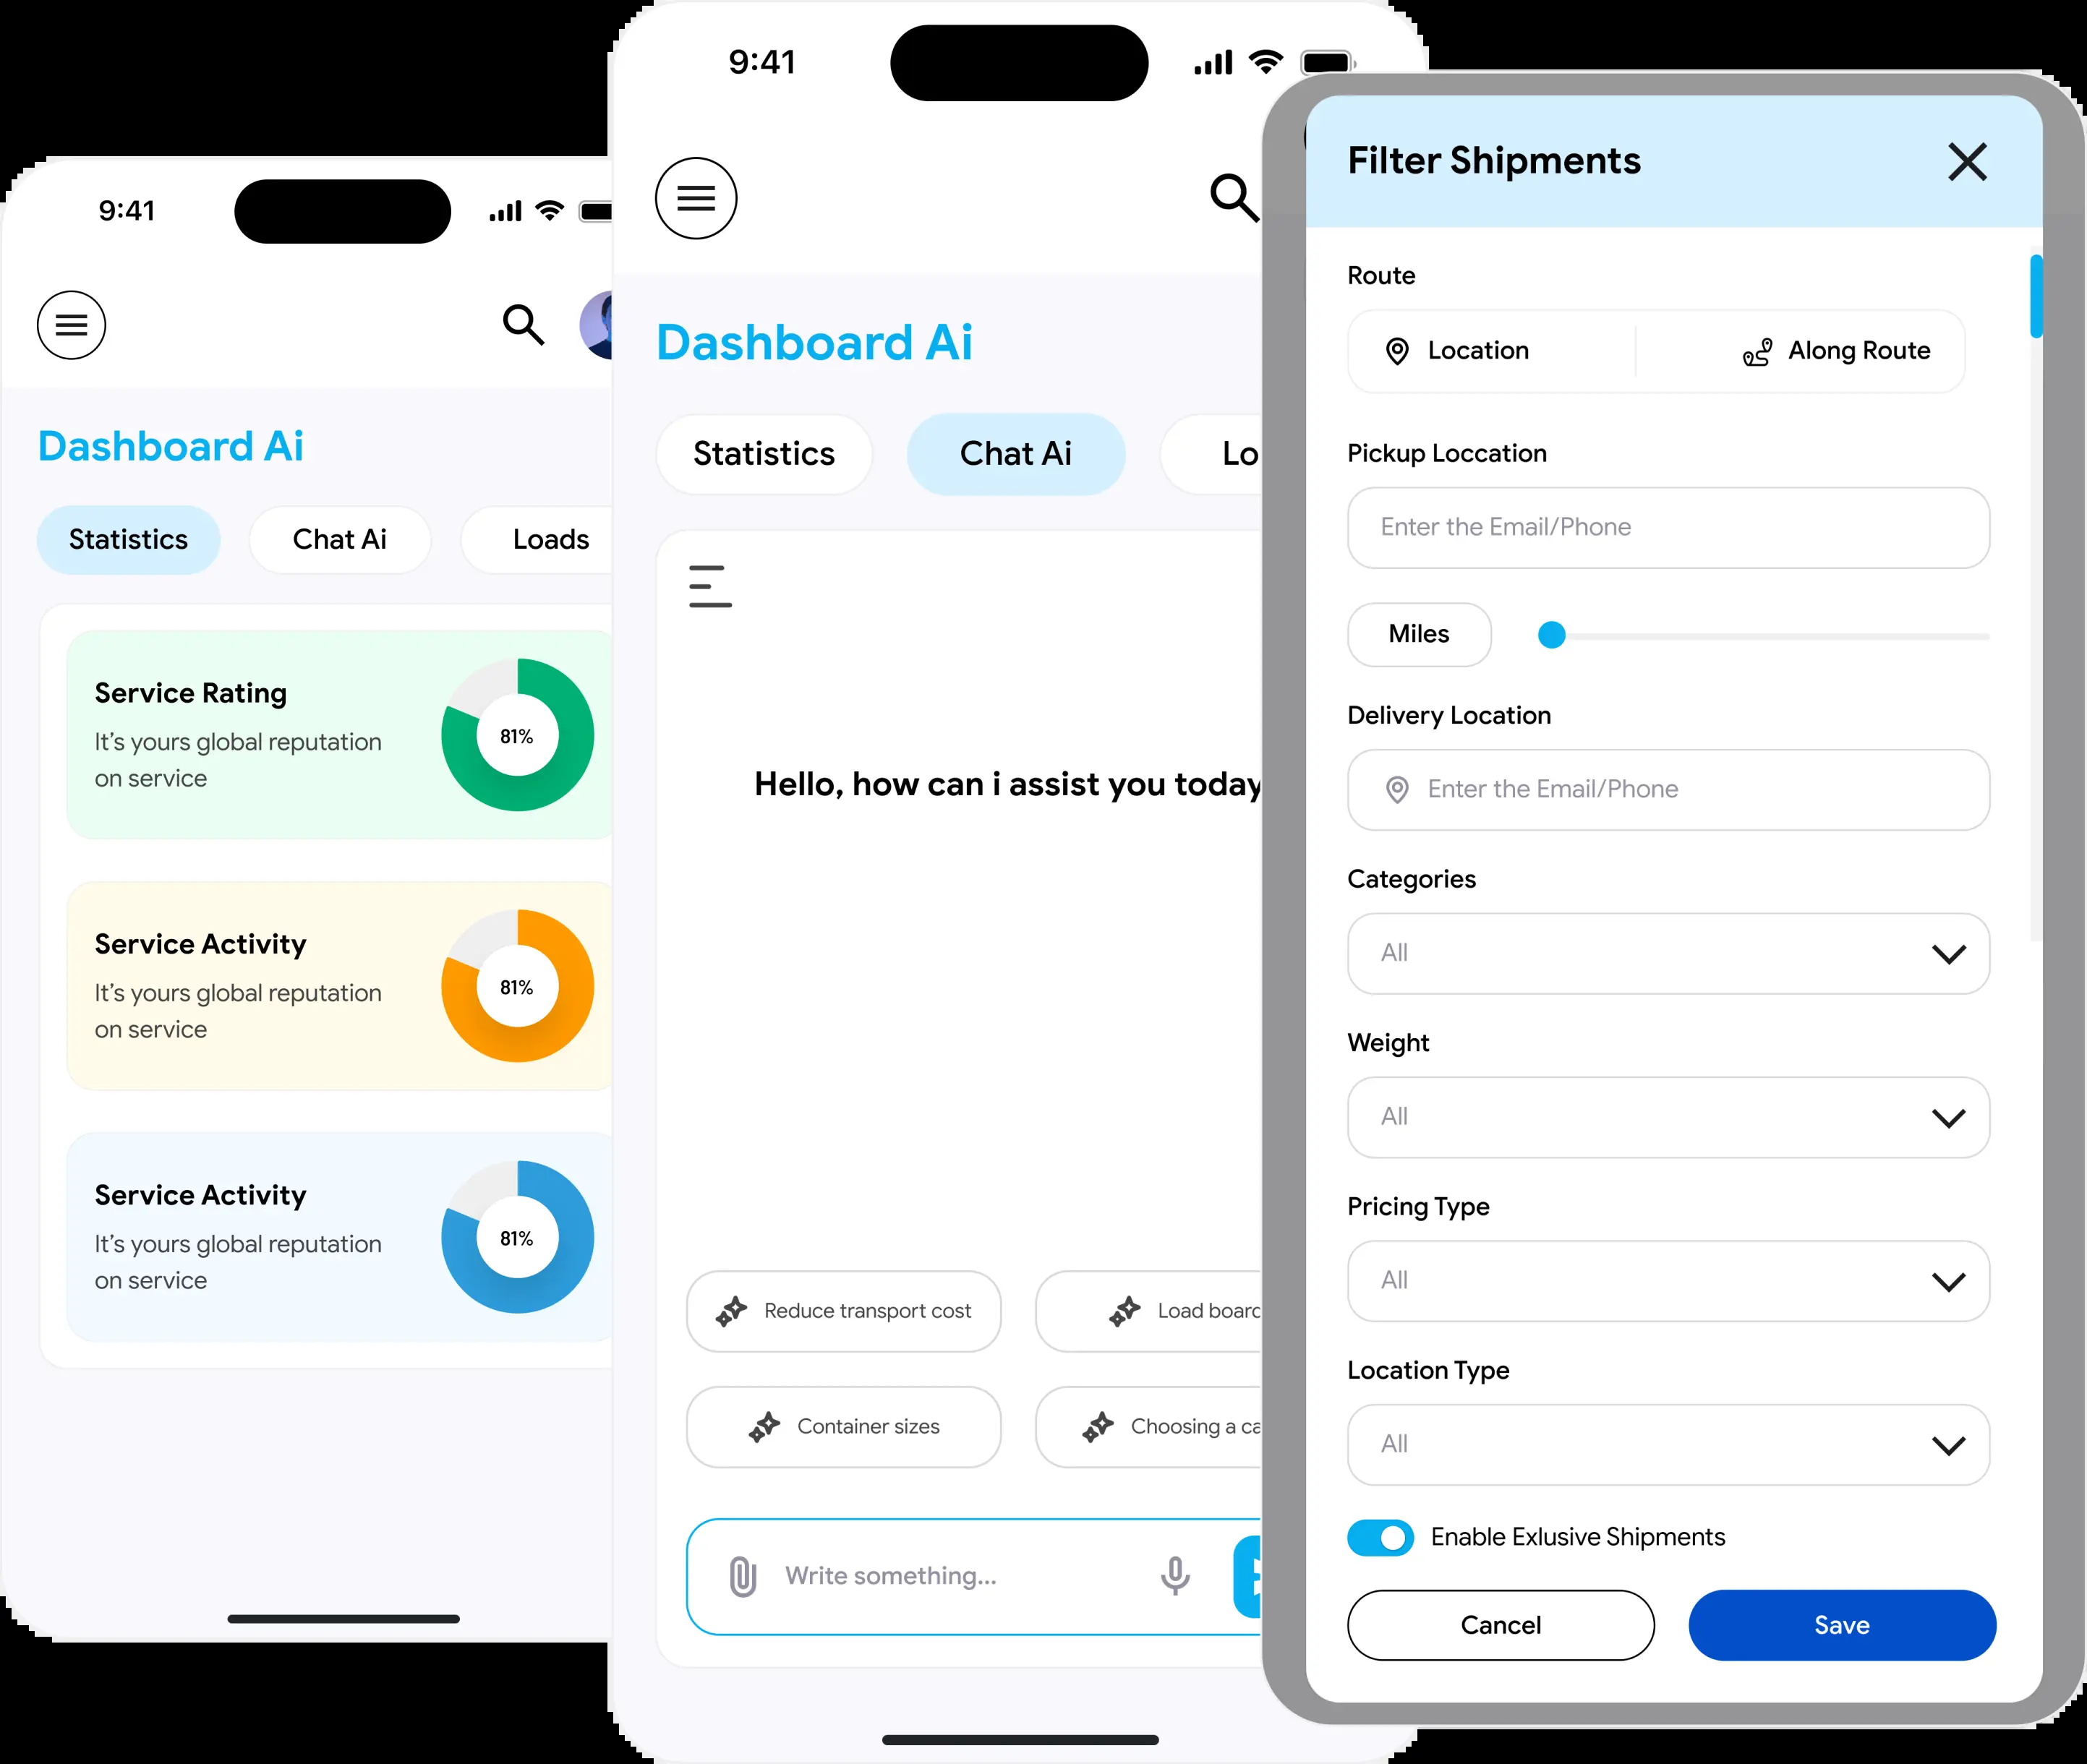 9:41
Dashboard Ai
Statistics
Chat Ai
Loads
Service Rating
It's yours global reputation
on service
81%
Service Activity
It's yours global reputation
on service
81%
Service Activity
It's yours global reputation
on service
81%
9:41
Dashboard Ai
Statistics
Chat Ai
Lo
Hello, how can i assist you today
Reduce transport cost
Load board
Container sizes
Choosing a ca
Write something...
Filter Shipments
Route
Location
Along Route
Pickup Loccation
Enter the Email/Phone
Miles
Delivery Location
Enter the Email/Phone
Categories
All
Weight
All
Pricing Type
All
Location Type
All
Enable Exlusive Shipments
Cancel
Save